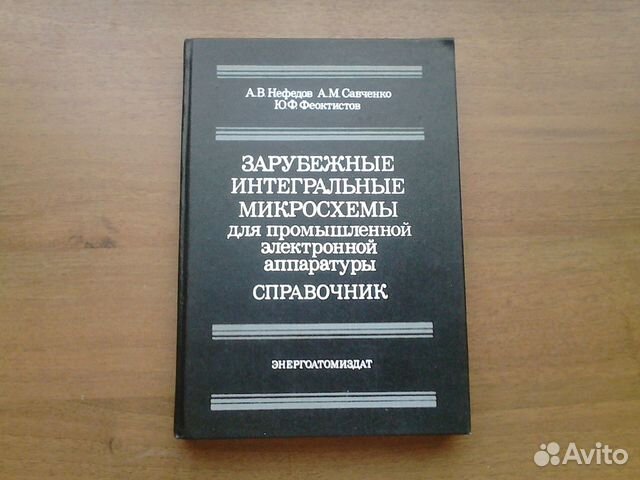 А.В.Нефедов А.М.Савченко
Ю.Ф.Феоктистов
ЗАРУБЕЖНЫЕ
ИНТЕГРАЛЬНЫЕ
МИКРОСХЕМЫ
для промышленной
электронной
аппаратуры
СПРАВОЧНИК
ЭНЕРГОАТОМИЗДАТ
Avito